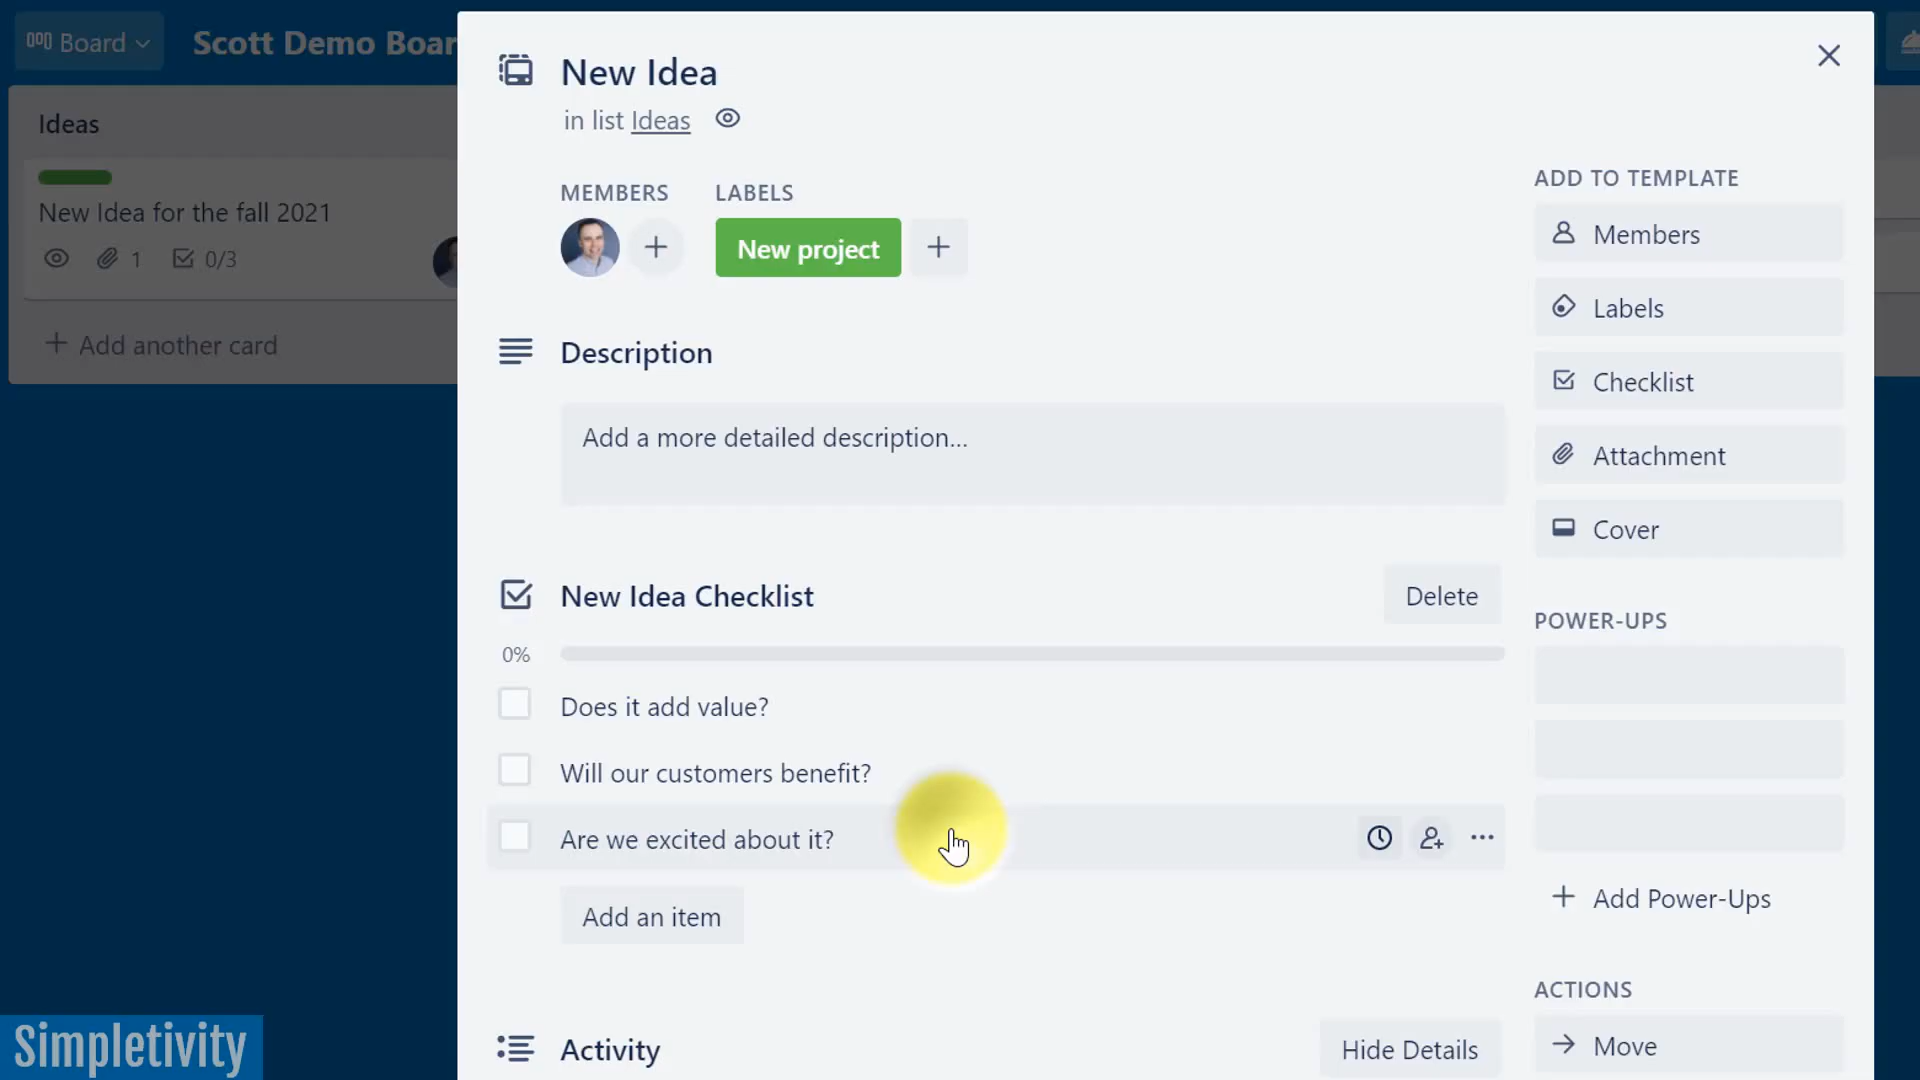 Board
Scott Demo Boar
Ideas
New Idea for the fall 2021
1
0/3
+ Add another card
New Idea
in list Ideas
MEMBERS
LABELS
New project
Description
Add a more detailed description...
New Idea Checklist
Delete
0%
Does it add value?
Will our customers benefit?
Are we excited about it?
Add an item
Activity
Hide Details
ADD TO TEMPLATE
Members
Labels
Checklist
Attachment
Cover
POWER-UPS
+ Add Power-Ups
ACTIONS
→ Move
Simpletivity